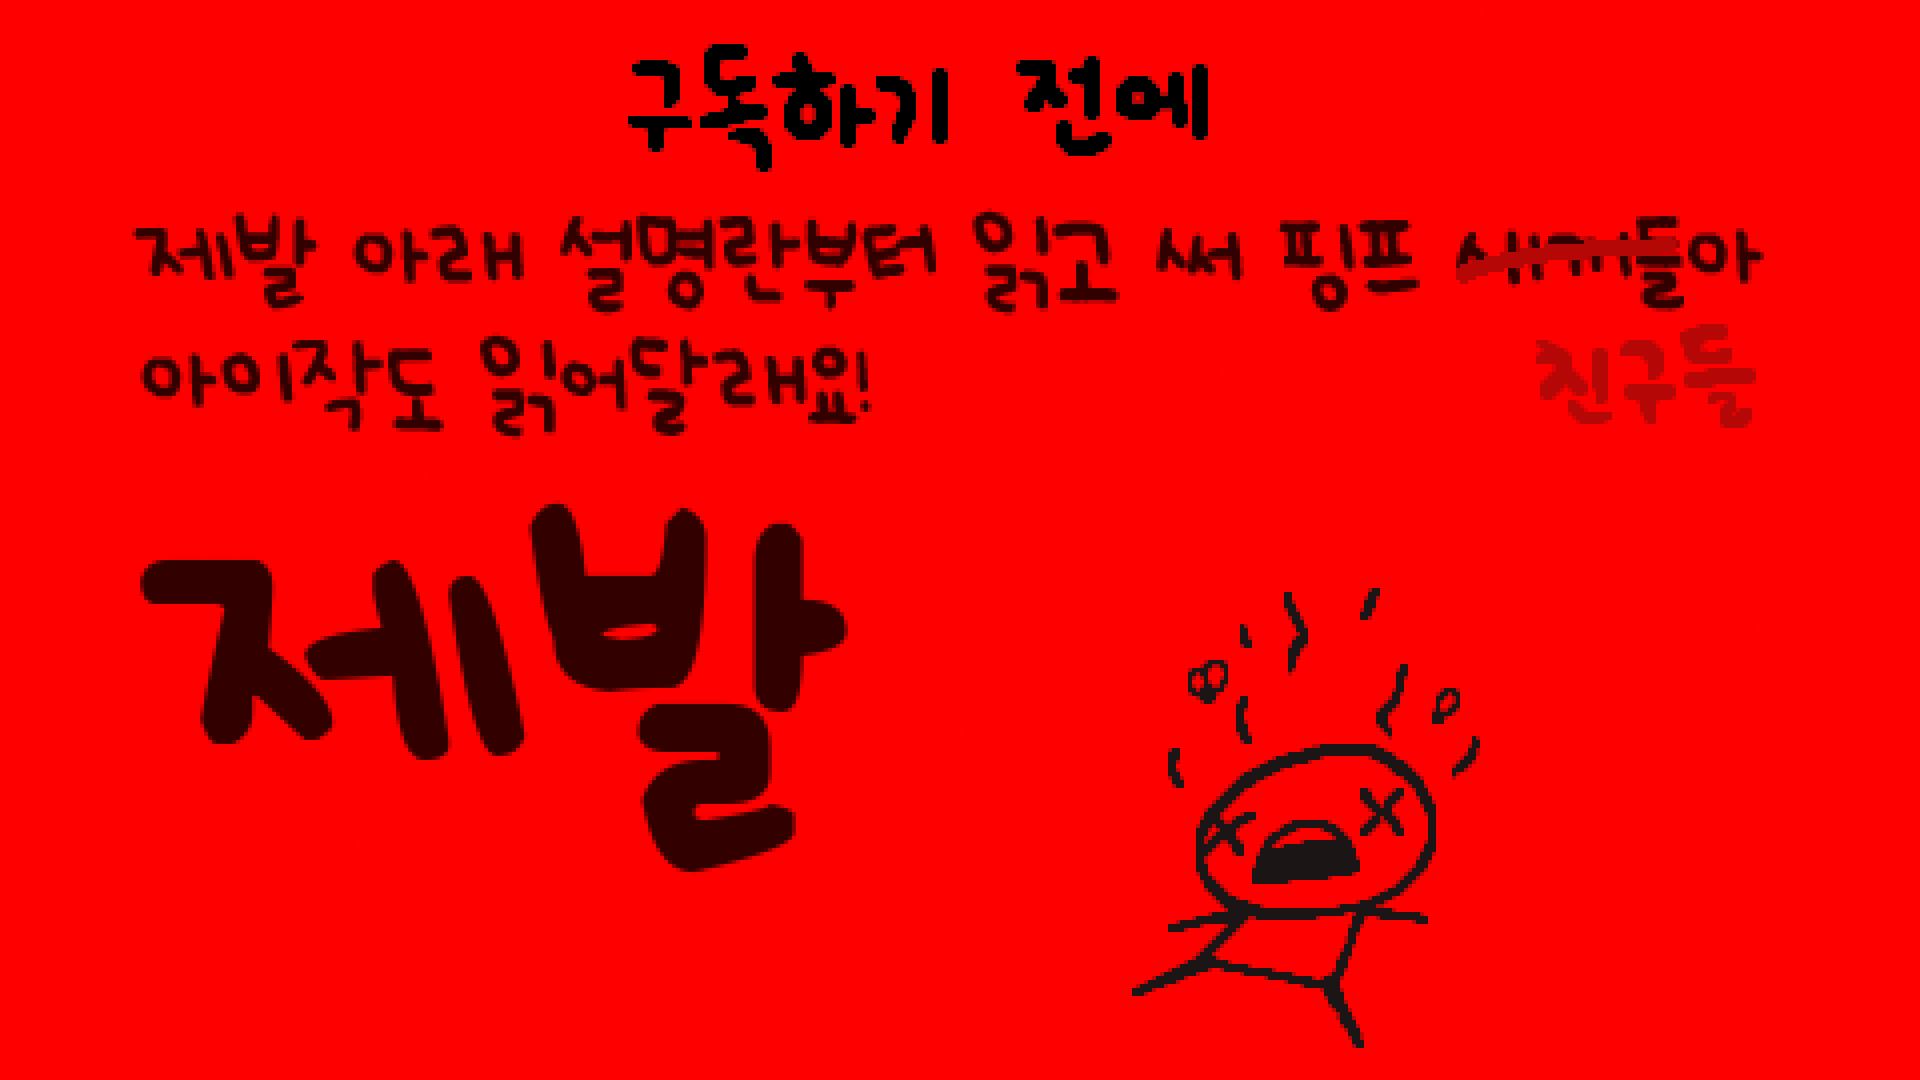 구독하기 전에
제발 아래 설명란부터 읽고 써 핑프 새끼들아
친구들
아이작도 읽어달래요!
제발